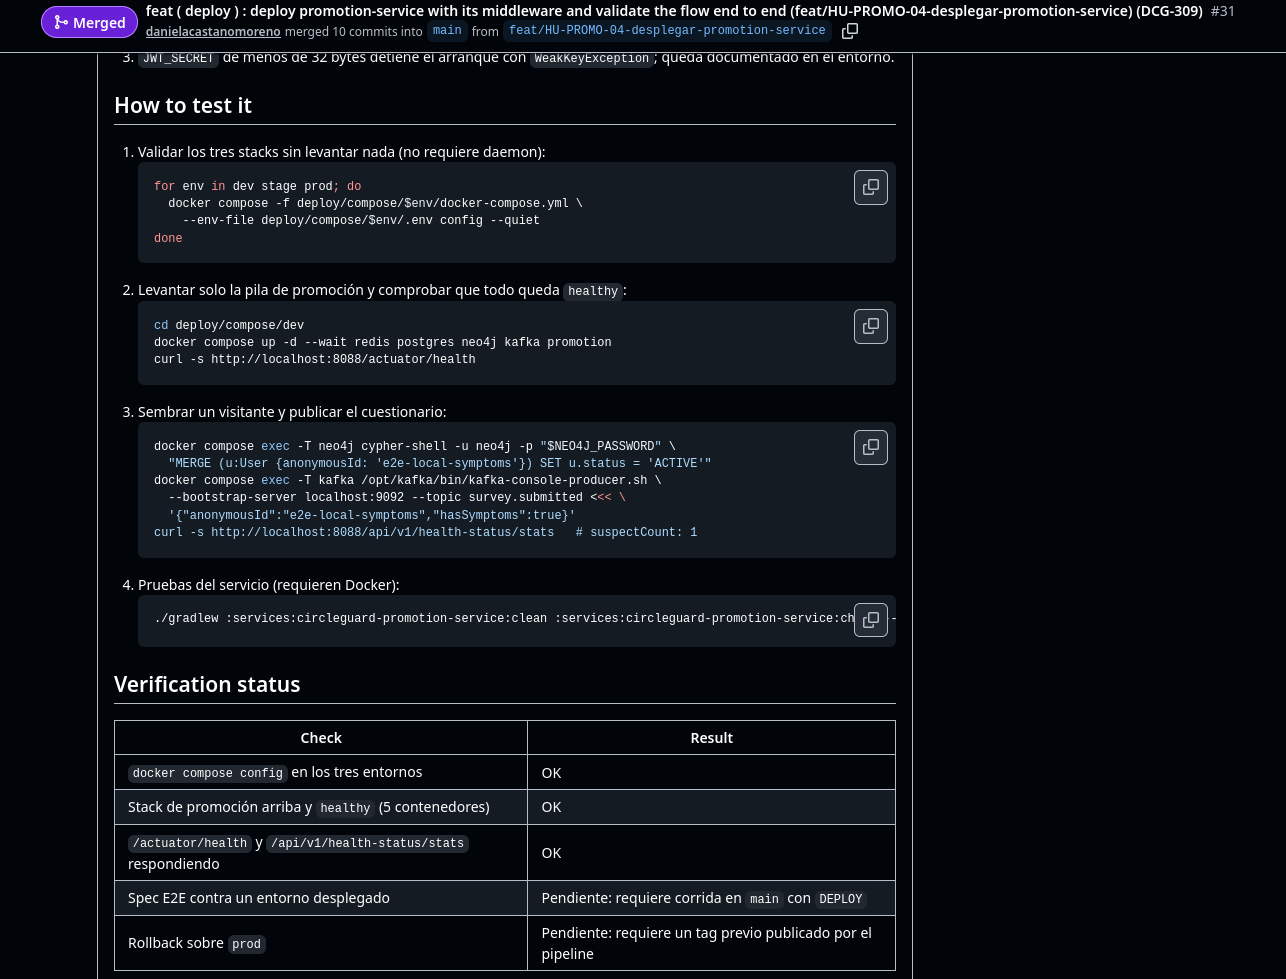 Merged
feat ( deploy ) : deploy promotion-service with its middleware and validate the flow end to end (feat/HU-PROMO-04-desplegar-promotion-service) (DCG-309) #31
danielacastanomoreno merged 10 commits into main from feat/HU-PROMO-04-desplegar-promotion-service
3. JWT_SECRET de menos de 32 bytes detiene el arranque con WeakKeyException; queda documentado en el entorno.
How to test it
1. Validar los tres stacks sin levantar nada (no requiere daemon):
for env in dev stage prod; do
docker compose -f deploy/compose/$env/docker-compose.yml \
--env-file deploy/compose/$env/.env config --quiet
done
2. Levantar solo la pila de promoción y comprobar que todo queda healthy:
cd deploy/compose/dev
docker compose up -d --wait redis postgres neo4j kafka promotion
curl -s http://localhost:8088/actuator/health
3. Sembrar un visitante y publicar el cuestionario:
docker compose exec -T neo4j cypher-shell -u neo4j -p "$NEO4J_PASSWORD" \
"MERGE (u:User {anonymousId: 'e2e-local-symptoms'}) SET u.status = 'ACTIVE'"
docker compose exec -T kafka /opt/kafka/bin/kafka-console-producer.sh \
--bootstrap-server localhost:9092 --topic survey.submitted <<< \
'{"anonymousId":"e2e-local-symptoms","hasSymptoms":true}'
curl -s http://localhost:8088/api/v1/health-status/stats # suspectCount: 1
4. Pruebas del servicio (requieren Docker):
./gradlew :services:circleguard-promotion-service:clean :services:circleguard-promotion-service:ch
Verification status
Check Result
docker compose config en los tres entornos OK
Stack de promoción arriba y healthy (5 contenedores) OK
/actuator/health y /api/v1/health-status/stats
respondiendo OK
Spec E2E contra un entorno desplegado Pendiente: requiere corrida en main con DEPLOY
Rollback sobre prod Pendiente: requiere un tag previo publicado por el
pipeline